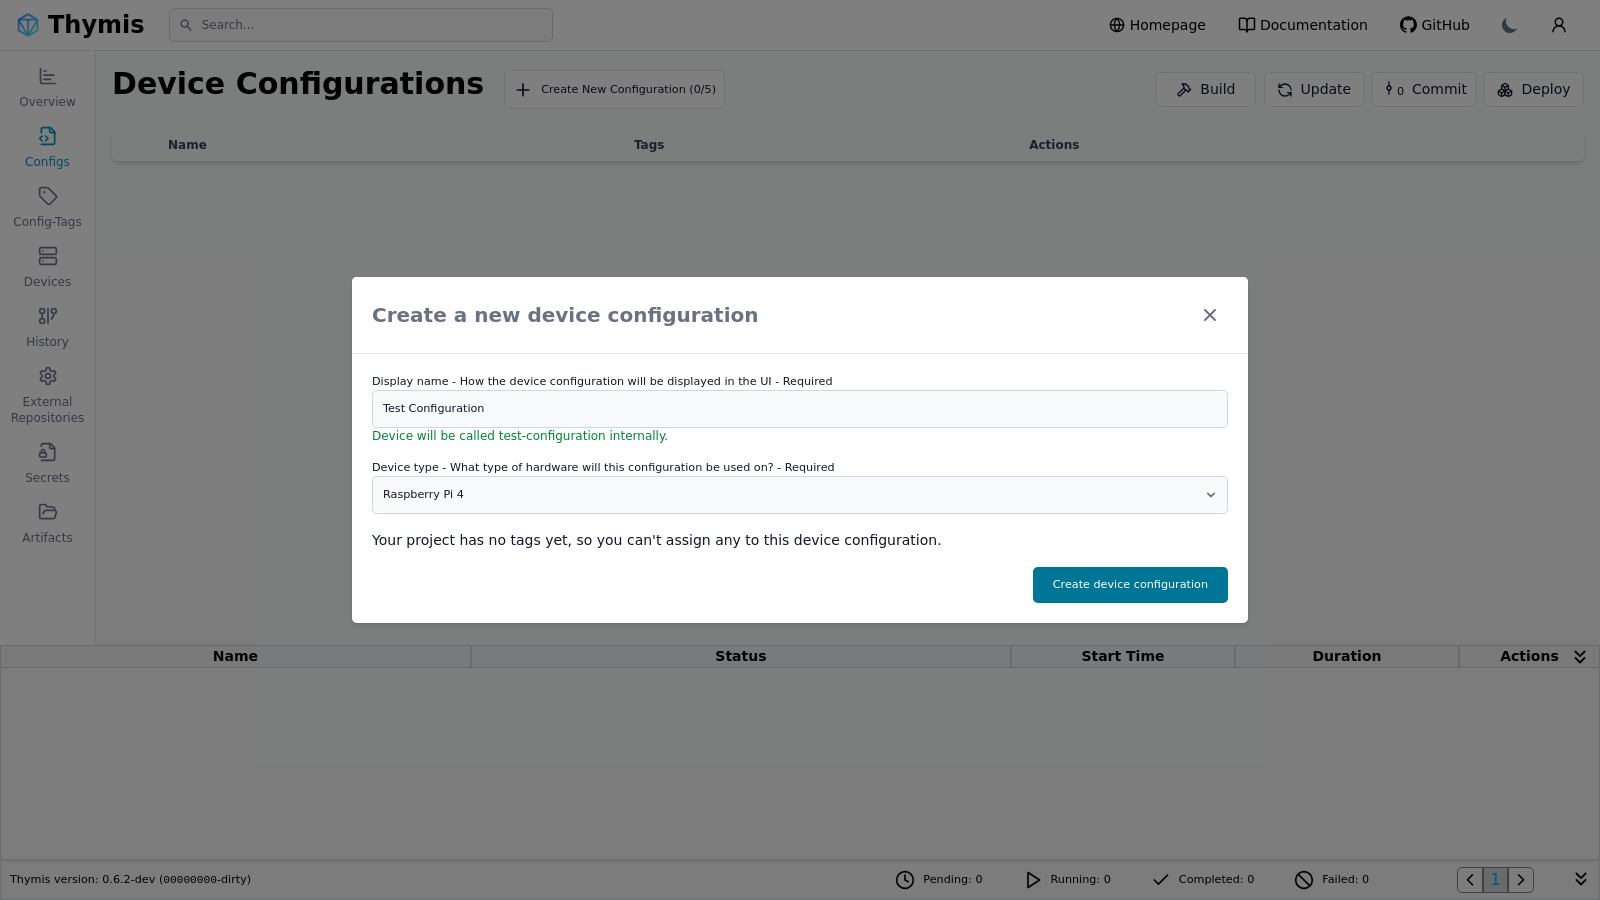 Thymis
Search...
Homepage
Documentation
GitHub
Overview
Configs
Config-Tags
Devices
History
External
Repositories
Secrets
Artifacts
Device Configurations
Create New Configuration (0/5)
Build
Update
0 Commit
Deploy
Name Tags Actions
Create a new device configuration
Display name - How the device configuration will be displayed in the UI - Required
Test Configuration
Device will be called test-configuration internally.
Device type - What type of hardware will this configuration be used on? - Required
Raspberry Pi 4
Your project has no tags yet, so you can't assign any to this device configuration.
Create device configuration
Name Status Start Time Duration Actions
Thymis version: 0.6.2-dev (00000000-dirty)
Pending: 0
Running: 0
Completed: 0
Failed: 0
1